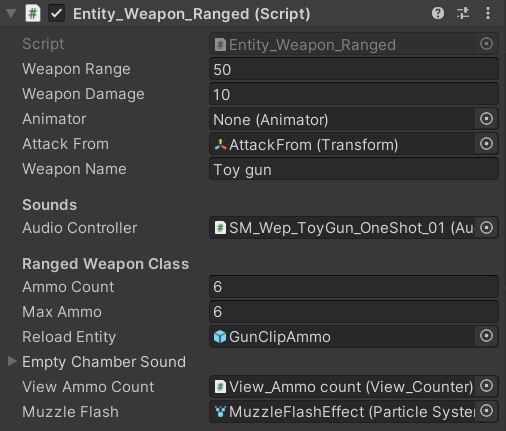 Entity_Weapon_Ranged (Script)
Script Entity_Weapon_Ranged
Weapon Range 50
Weapon Damage 10
Animator None (Animator)
Attack From AttackFrom (Transform)
Weapon Name Toy gun
Sounds
Audio Controller SM_Wep_ToyGun_OneShot_01 (Au
Ranged Weapon Class
Ammo Count 6
Max Ammo 6
Reload Entity GunClipAmmo
Empty Chamber Sound
View Ammo Count View_Ammo count (View_Counter)
Muzzle Flash MuzzleFlashEffect (Particle System